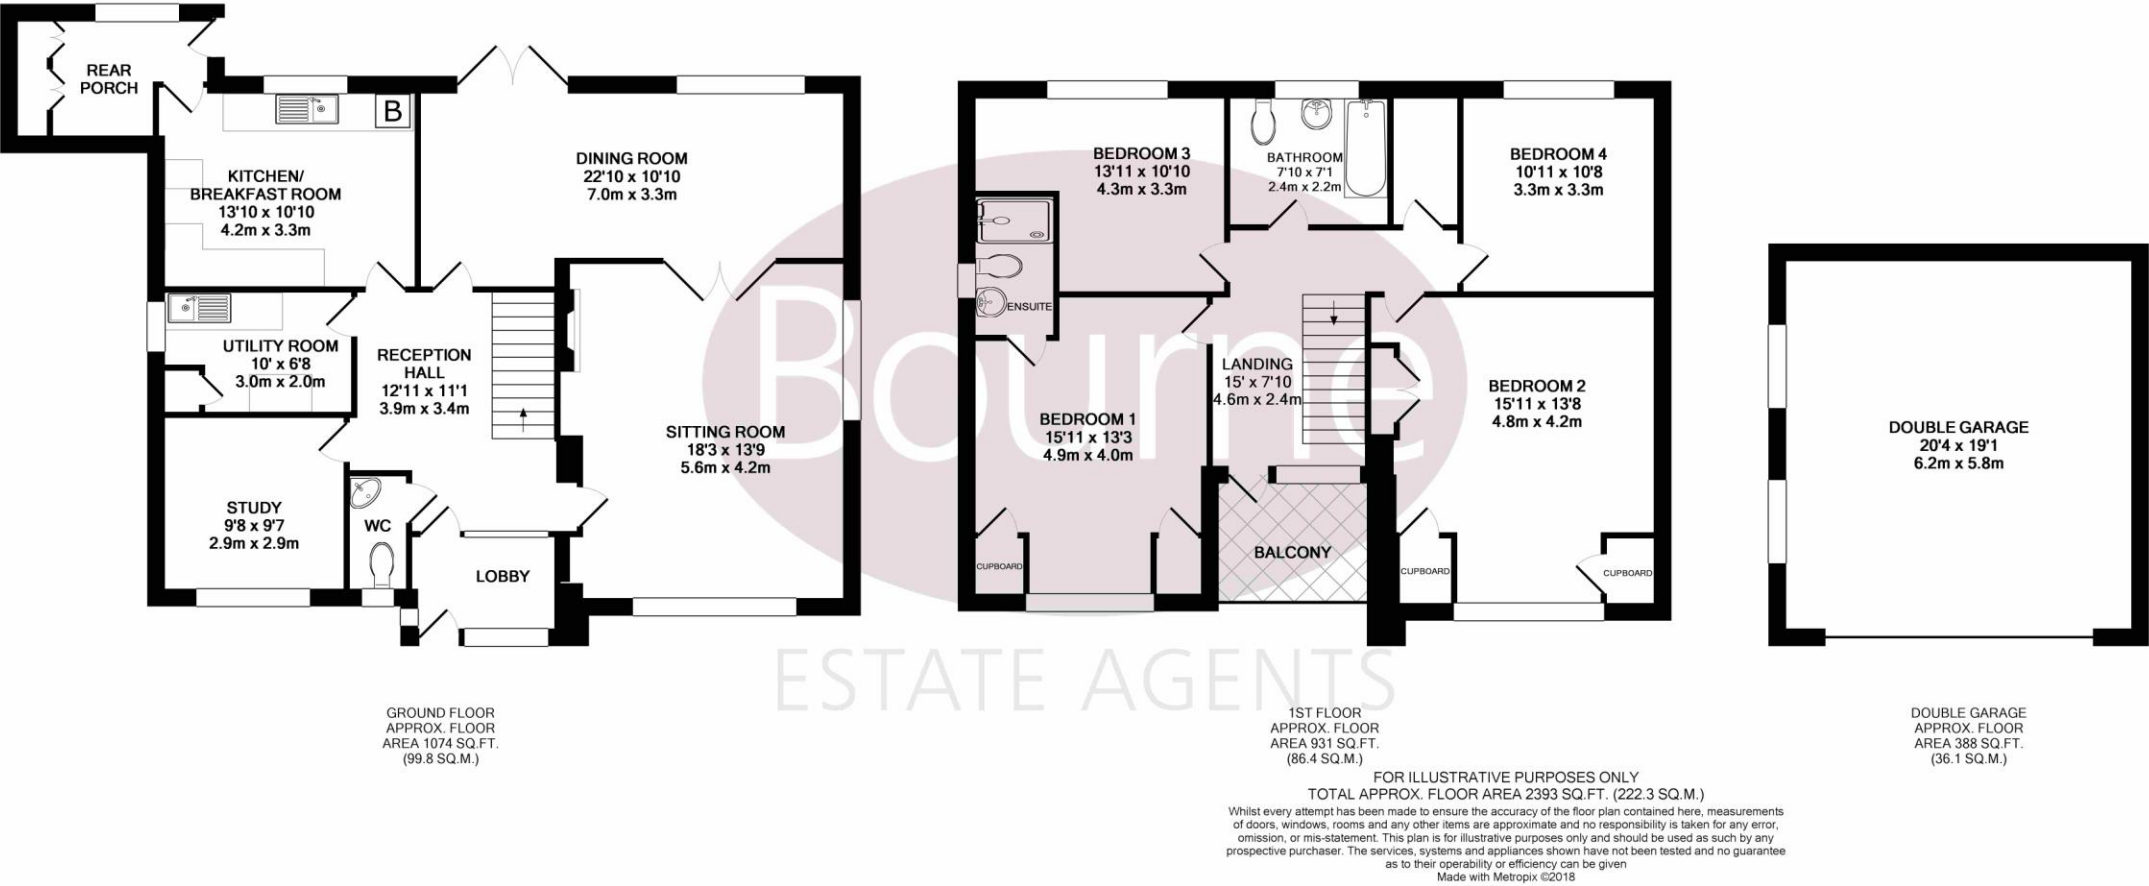 REAR
PORCH
B
KITCHEN/
BREAKFAST ROOM
13'10 x 10'10
4.2m x 3.3m
DINING ROOM
22'10 x 10'10
7.0m x 3.3m
UTILITY ROOM
10' x 6'8
3.0m x 2.0m
RECEPTION
HALL
12'11 x 11'1
3.9m x 3.4m
SITTING ROOM
18'3 x 13'9
5.6m x 4.2m
STUDY
9'8 x 9'7
2.9m x 2.9m
WC
LOBBY
GROUND FLOOR
APPROX. FLOOR
AREA 1074 SQ.FT.
(99.8 SQ.M.)
BEDROOM 3
13'11 x 10'10
4.3m x 3.3m
BATHROOM
7'10 x 7'1
2.4m x 2.2m
BEDROOM 4
10'11 x 10'8
3.3m x 3.3m
ENSUITE
BEDROOM 1
15'11 x 13'3
4.9m x 4.0m
LANDING
15' x 7'10
4.6m x 2.4m
BEDROOM 2
15'11 x 13'8
4.8m x 4.2m
CUPBOARD
BALCONY
CUPBOARD
CUPBOARD
Bourne
ESTATE AGENTS
1ST FLOOR
APPROX. FLOOR
AREA 931 SQ.FT.
(86.4 SQ.M.)
DOUBLE GARAGE
20'4 x 19'1
6.2m x 5.8m
DOUBLE GARAGE
APPROX. FLOOR
AREA 388 SQ.FT.
(36.1 SQ.M.)
FOR ILLUSTRATIVE PURPOSES ONLY
TOTAL APPROX. FLOOR AREA 2393 SQ.FT. (222.3 SQ.M.)
Whilst every attempt has been made to ensure the accuracy of the floor plan contained here, measurements
of doors, windows, rooms and any other items are approximate and no responsibility is taken for any error,
omission, or mis-statement. This plan is for illustrative purposes only and should be used as such by any
prospective purchaser. The services, systems and appliances shown have not been tested and no guarantee
as to their operability or efficiency can be given
Made with Metropix ©2018